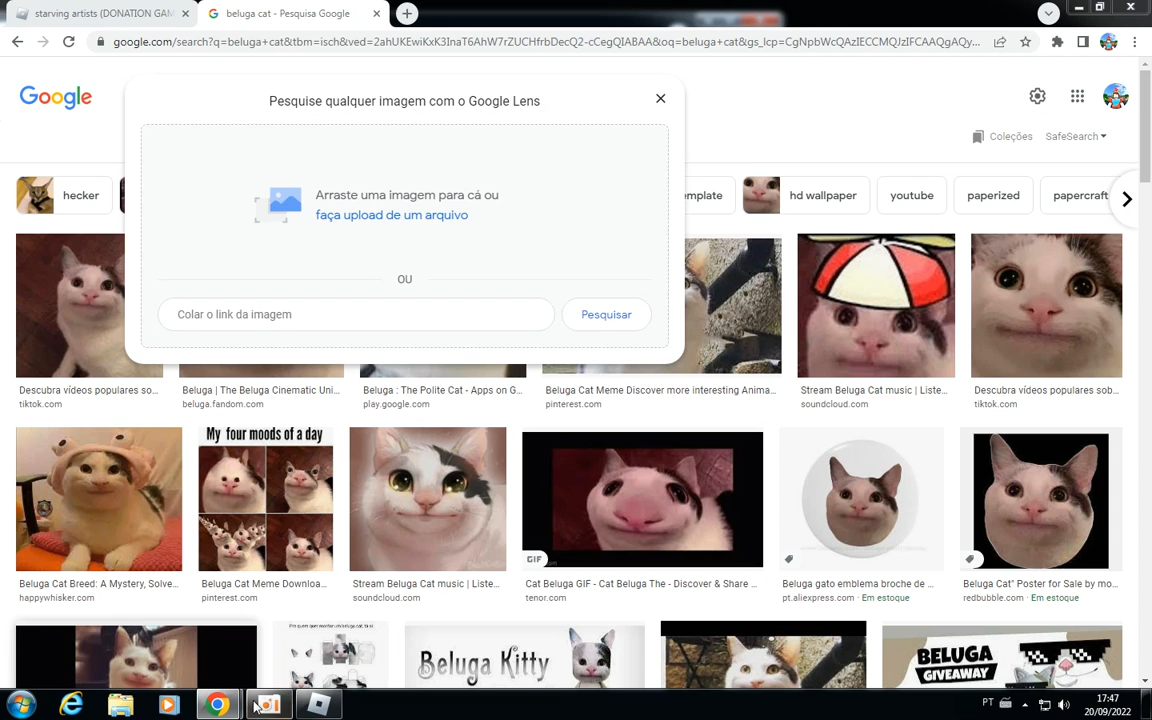 starving artists (DONATION GAM
beluga cat - Pesquisa Google
google.com/search?q=beluga+cat&tbm=isch&ved=2ahUKEwiKxK3InaT6AhW7rZUCHfrbDecQ2-cCegQIABAA&oq=beluga+cat&gs_lcp=CgNpbWcQAzIECCMQJzIFCAAQgAQy...
Google
Pesquise qualquer imagem com o Google Lens
Coleções
SafeSearch
hecker
Arraste uma imagem para cá ou
faça upload de um arquivo
mplate
hd wallpaper
youtube
paperized
papercraft
OU
Colar o link da imagem
Pesquisar
Descubra vídeos populares so...
tiktok.com
Beluga | The Beluga Cinematic Uni...
beluga.fandom.com
Beluga : The Polite Cat - Apps on G...
play.google.com
Beluga Cat Meme Discover more interesting Anima...
pinterest.com
Stream Beluga Cat music | Liste...
soundcloud.com
Descubra vídeos populares sob...
tiktok.com
My four moods of a day
GIF
Beluga Cat Breed: A Mystery, Solve...
happywhisker.com
Beluga Cat Meme Downloa...
pinterest.com
Stream Beluga Cat music | Liste...
soundcloud.com
Cat Beluga GIF - Cat Beluga The - Discover & Share ...
tenor.com
Beluga gato emblema broche de ...
pt.aliexpress.com · Em estoque
Beluga Cat" Poster for Sale by mo...
redbubble.com · Em estoque
Beluga Kitty
BELUGA
GIVEAWAY
PT
17:47
20/09/2022